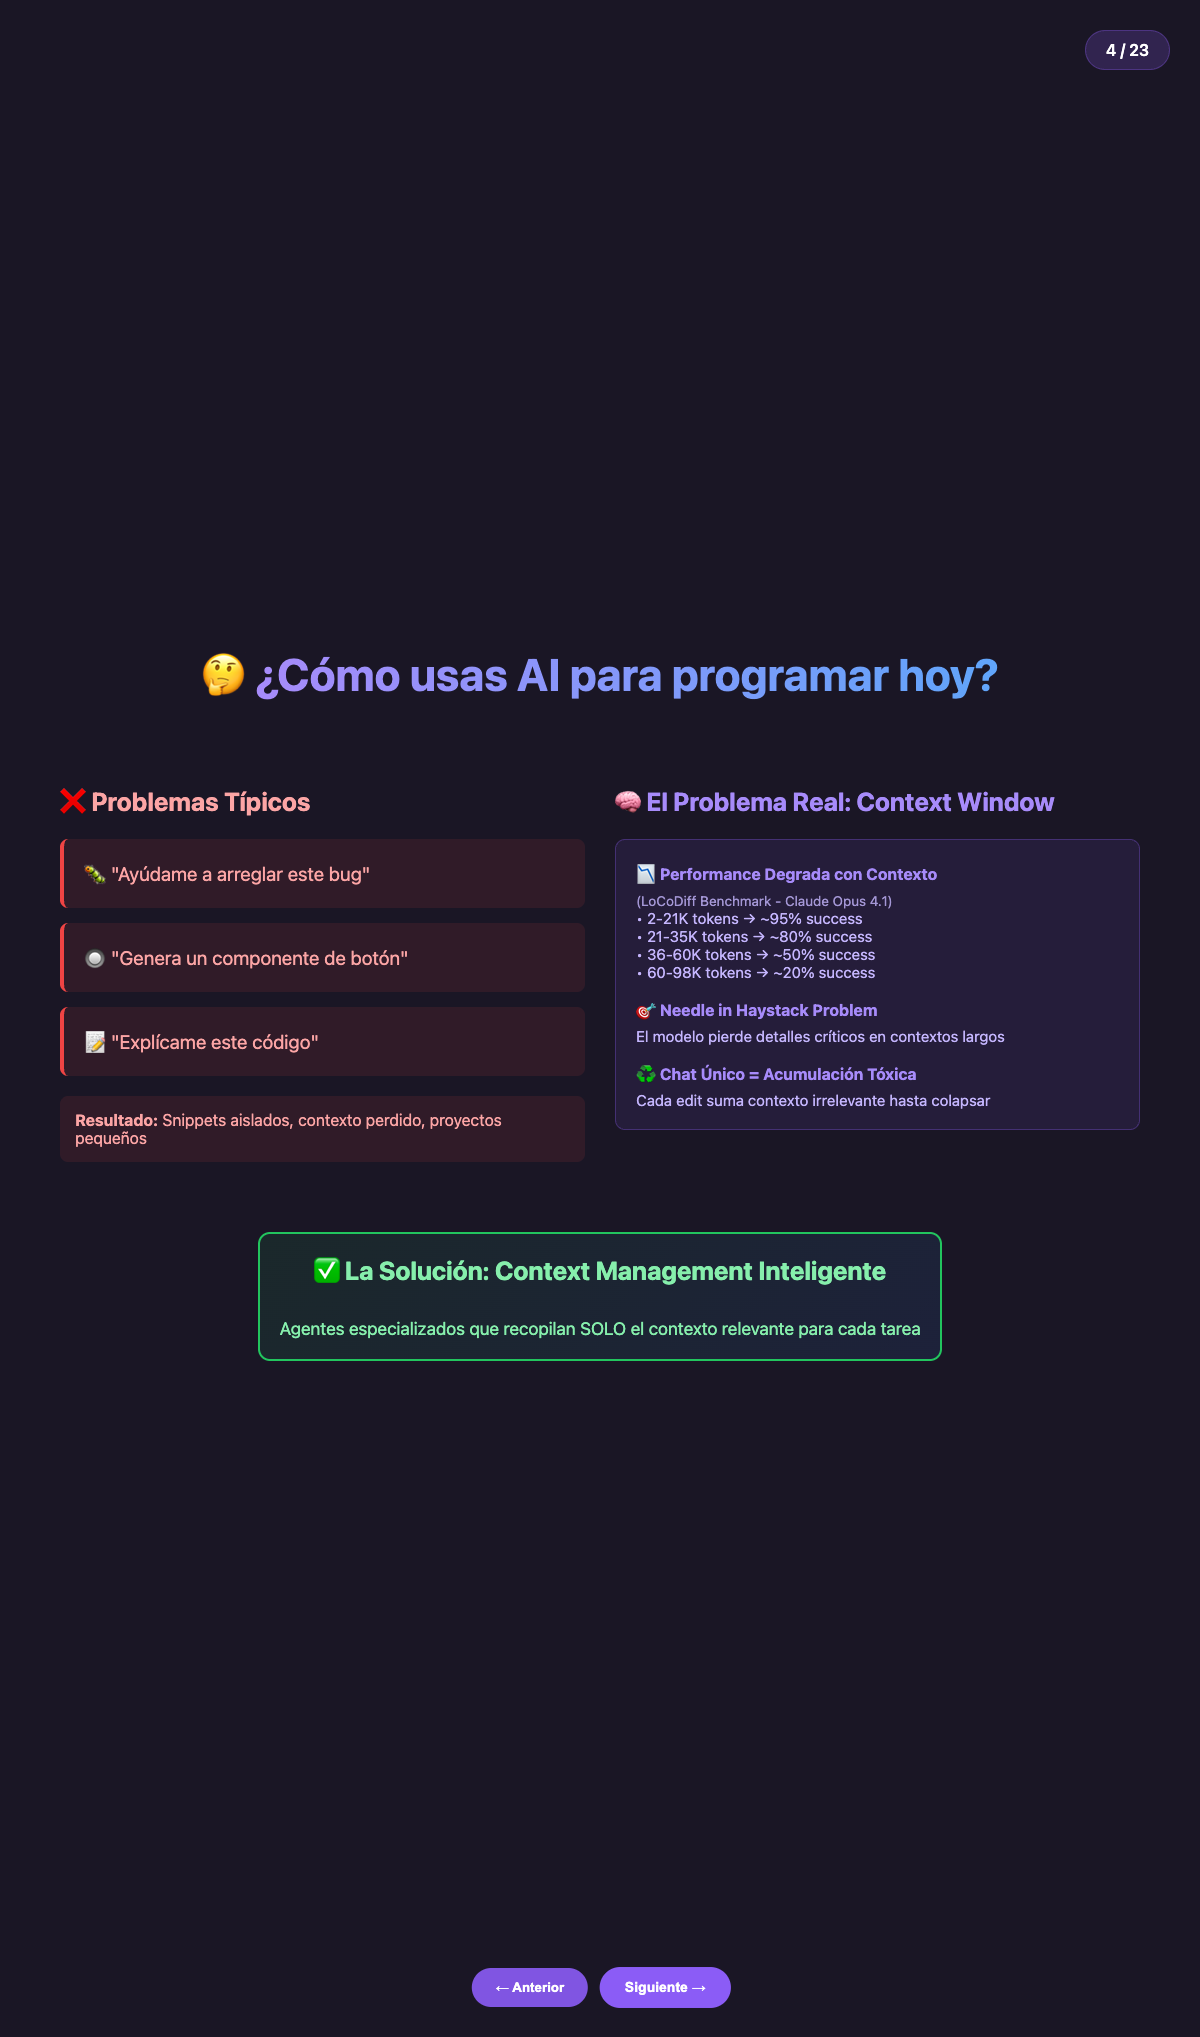 4 / 23
🤔 ¿Cómo usas AI para programar hoy?
❌ Problemas Típicos
🐛 "Ayúdame a arreglar este bug"
🔘 "Genera un componente de botón"
📝 "Explícame este código"
Resultado: Snippets aislados, contexto perdido, proyectos
pequeños
🧠 El Problema Real: Context Window
📉 Performance Degrada con Contexto
(LoCoDiff Benchmark - Claude Opus 4.1)
• 2-21K tokens → ~95% success
• 21-35K tokens → ~80% success
• 36-60K tokens → ~50% success
• 60-98K tokens → ~20% success
🎯 Needle in Haystack Problem
El modelo pierde detalles críticos en contextos largos
♻️ Chat Único = Acumulación Tóxica
Cada edit suma contexto irrelevante hasta colapsar
✅ La Solución: Context Management Inteligente
Agentes especializados que recopilan SOLO el contexto relevante para cada tarea
← Anterior
Siguiente →